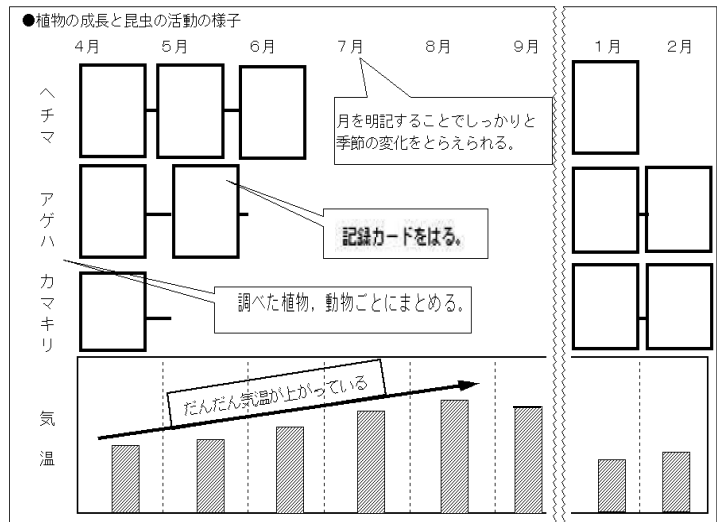 ●植物の成長と昆虫の活動の様子
4月 5月 6月 7月 8月 9月 1月 2月
月を明記することでしっかりと
季節の変化をとらえられる。
ヘチマ
アゲハ
記録カードをはる。
カマキリ
調べた植物，動物ごとにまとめる。
だんだん気温が上がっている
気温